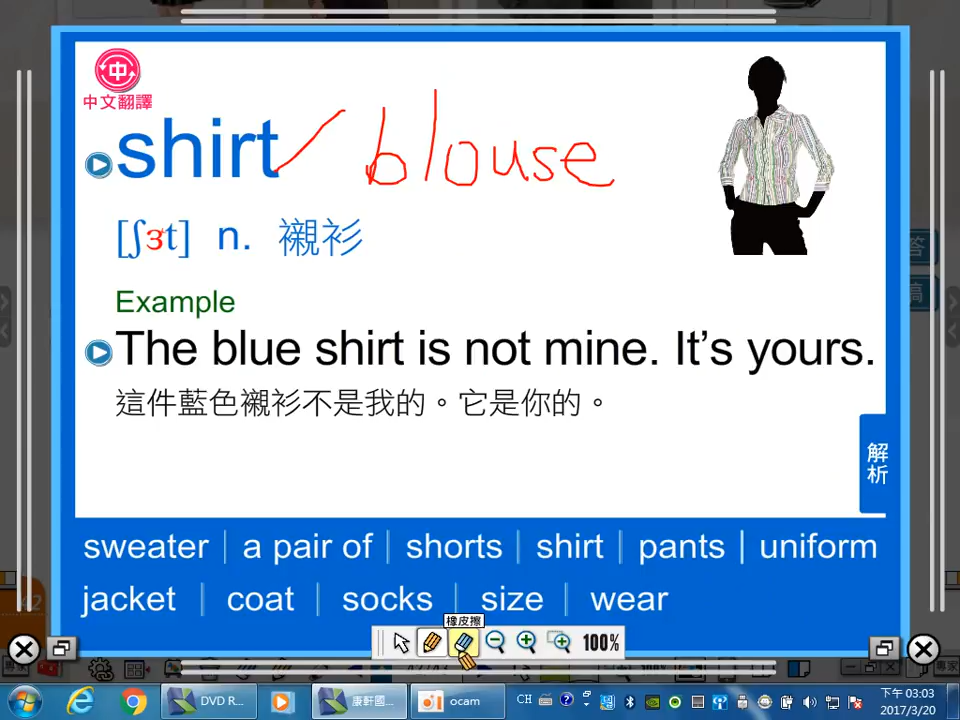 中
中文翻譯
shirt / blouse
[ʃɝt] n. 襯衫
Example
The blue shirt is not mine. It's yours.
這件藍色襯衫不是我的。它是你的。
解析
sweater | a pair of | shorts | shirt | pants | uniform
jacket | coat | socks | size | wear
橡皮擦
100%
DVD R...
康軒國...
ocam
CH
下午 03:03
2017/3/20